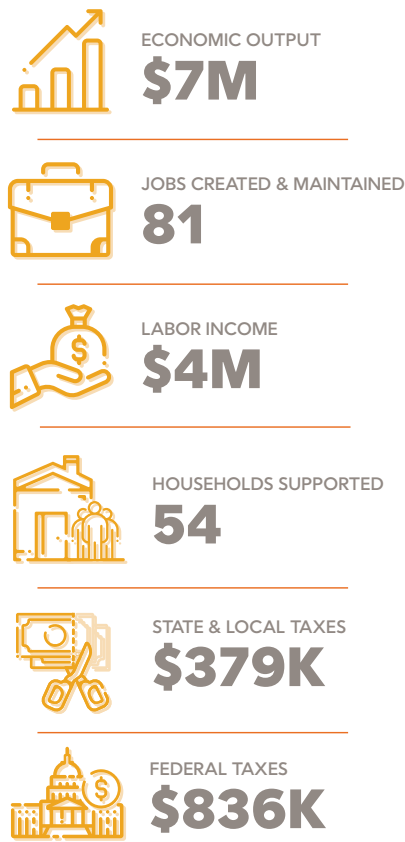 ECONOMIC OUTPUT
$7M
JOBS CREATED & MAINTAINED
81
LABOR INCOME
$
$4M
HOUSEHOLDS SUPPORTED
54
STATE & LOCAL TAXES
$379K
FEDERAL TAXES
$
$836K